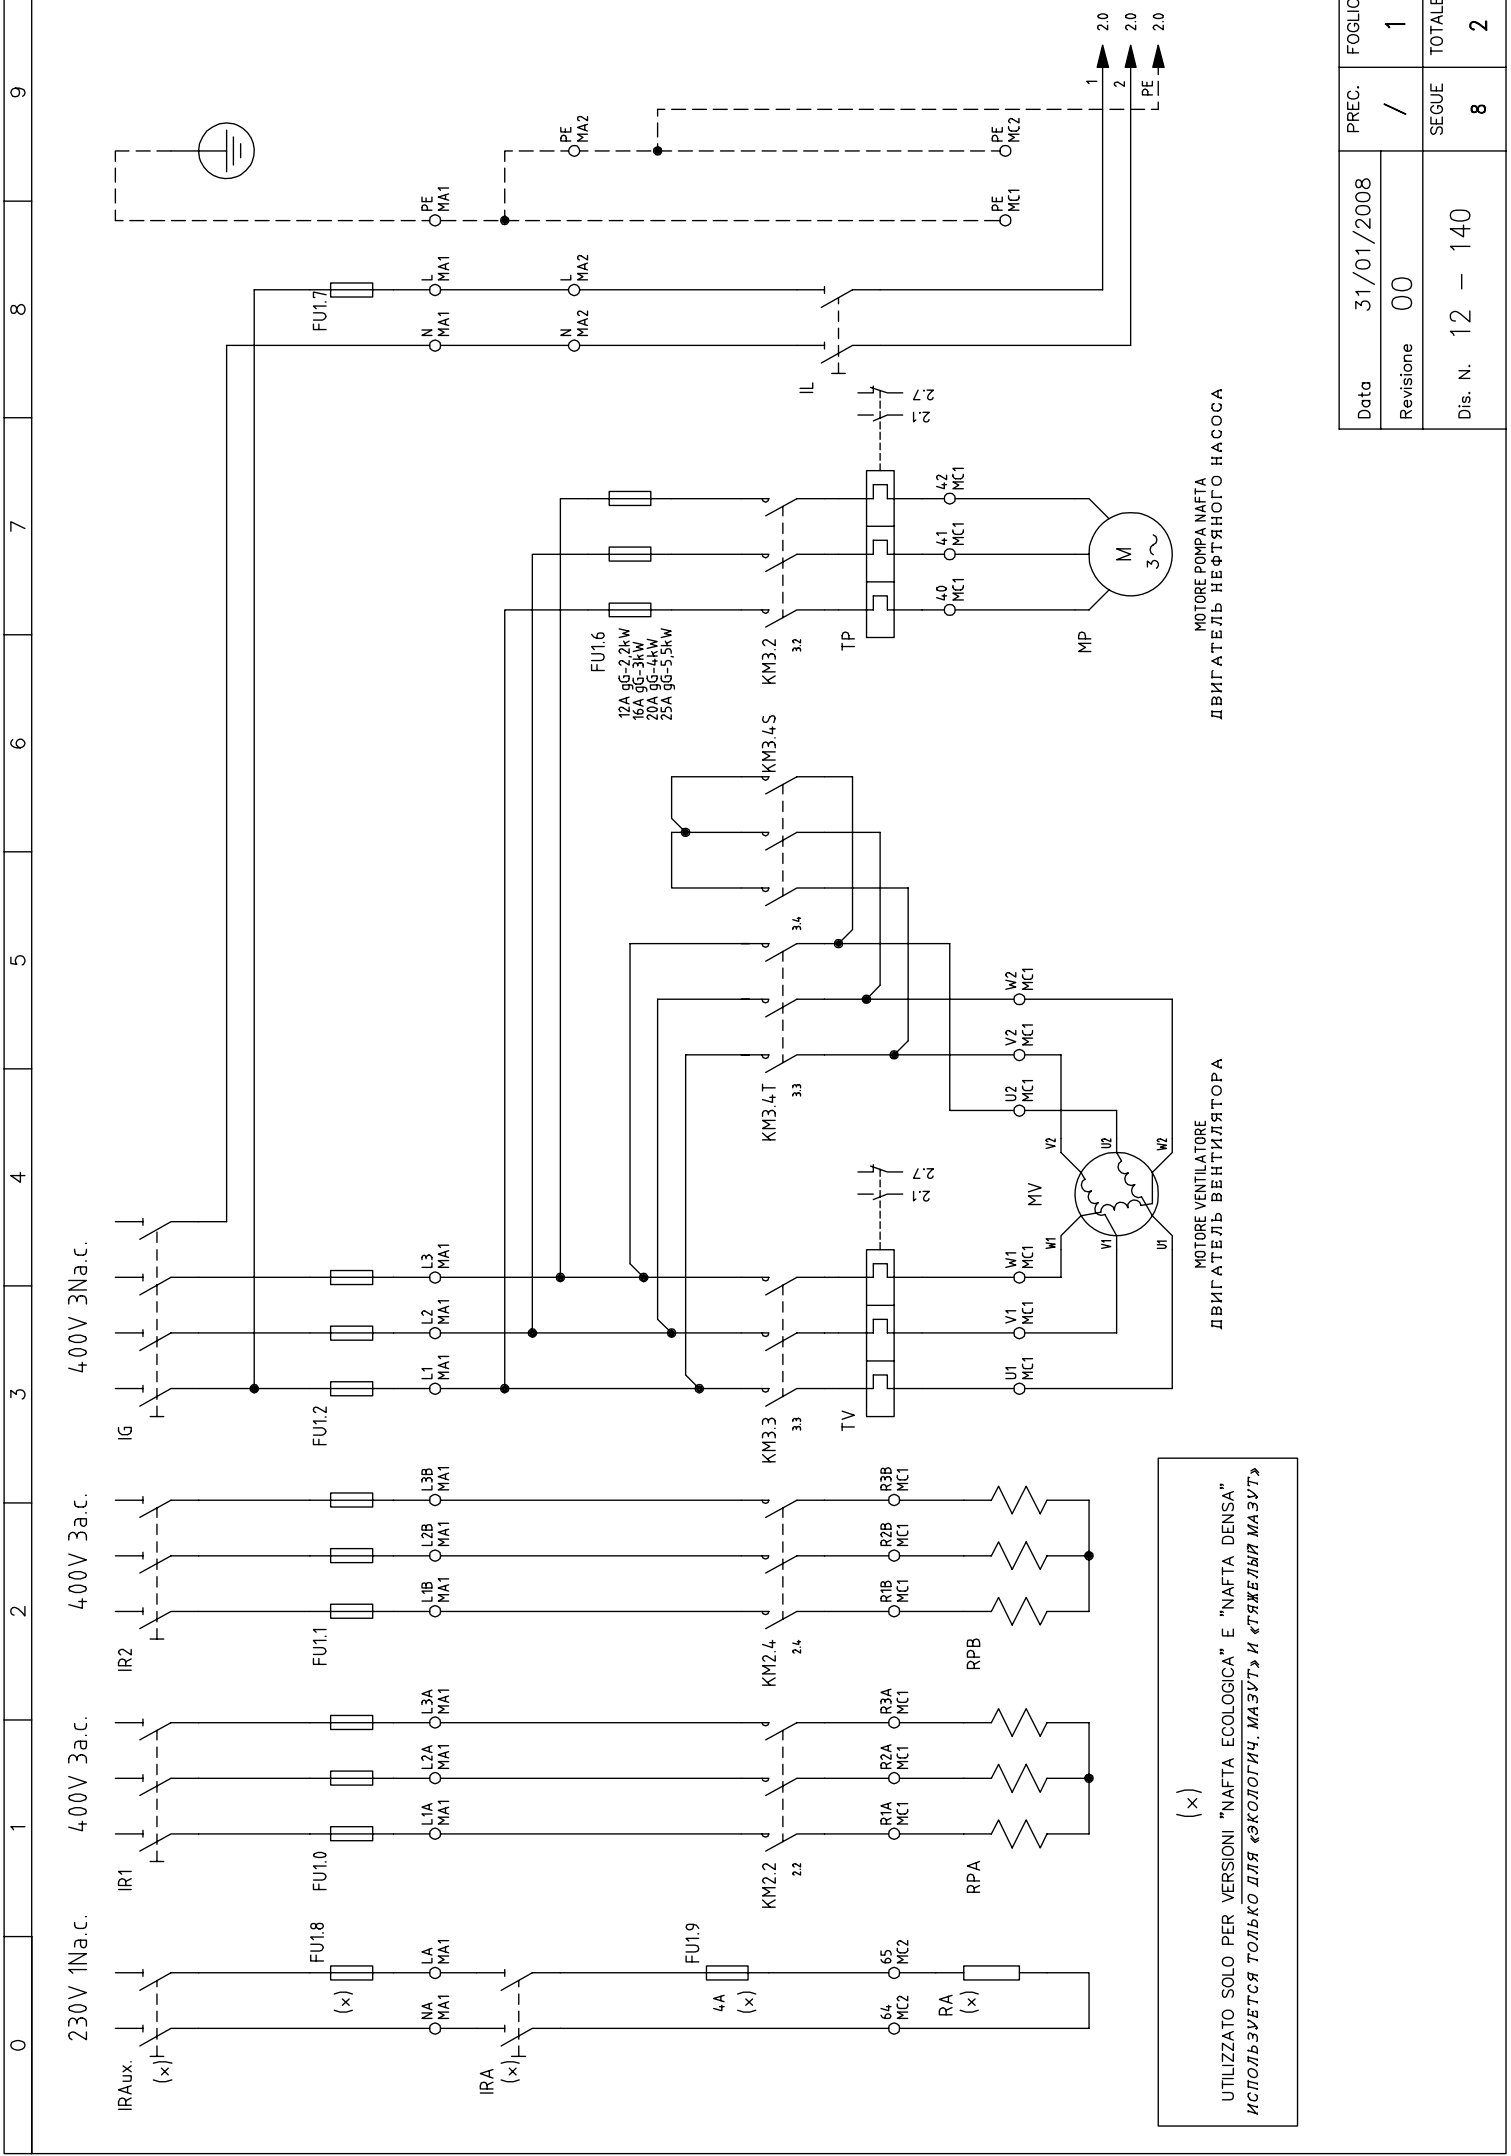 0 1 2 3 4 5 6 7 8 9
230V 1Na.c.
400V 3a.c.
400V 3a.c.
400V 3Na.c.
IRAux.
(x)
IR1
IR2
IG
FU1.8
(x)
FU1.0
FU1.1
FU1.2
FU1.7
NA
MA1
LA
MA1
L1A
MA1
L2A
MA1
L3A
MA1
L1B
MA1
L2B
MA1
L3B
MA1
L1
MA1
L2
MA1
L3
MA1
N
MA1
L
MA1
PE
MA1
IRA
(x)
N
MA2
L
MA2
PE
MA2
FU1.6
12A gG-2,2kW
16A gG-3kW
20A gG-4kW
25A gG-5,5kW
FU1.9
4A
(x)
KM2.2
2.2
KM2.4
2.4
KM3.3
3.3
KM3.4T
3.3
KM3.4S
3.4
KM3.2
3.2
IL
TV
2.1
2.7
TP
2.1
2.7
64
MC2
65
MC2
R1A
MC1
R2A
MC1
R3A
MC1
R1B
MC1
R2B
MC1
R3B
MC1
40
MC1
41
MC1
42
MC1
RA
(x)
RPA
RPB
U1
MC1
V1
MC1
W1
MC1
U2
MC1
V2
MC1
W2
MC1
PE
MC1
PE
MC2
MV
W1
V1
U1
V2
U2
W2
MP
M
3~
1
2.0
2
2.0
PE
2.0
MOTORE VENTILATORE
ДВИГАТЕЛЬ ВЕНТИЛЯТОРА
MOTORE POMPA NAFTA
ДВИГАТЕЛЬ НЕФТЯНОГО НАСОСА
(x)
UTILIZZATO SOLO PER VERSIONI "NAFTA ECOLOGICA" E "NAFTA DENSA"
ИСПОЛЬЗУЕТСЯ ТОЛЬКО ДЛЯ «ЭКОЛОГИЧ. МАЗУТ» И «ТЯЖЕЛЫЙ МАЗУТ»
Data 31/01/2008
Revisione 00
Dis. N. 12 - 140
PREC.
/
FOGLIO
1
SEGUE
8
TOTALE
2